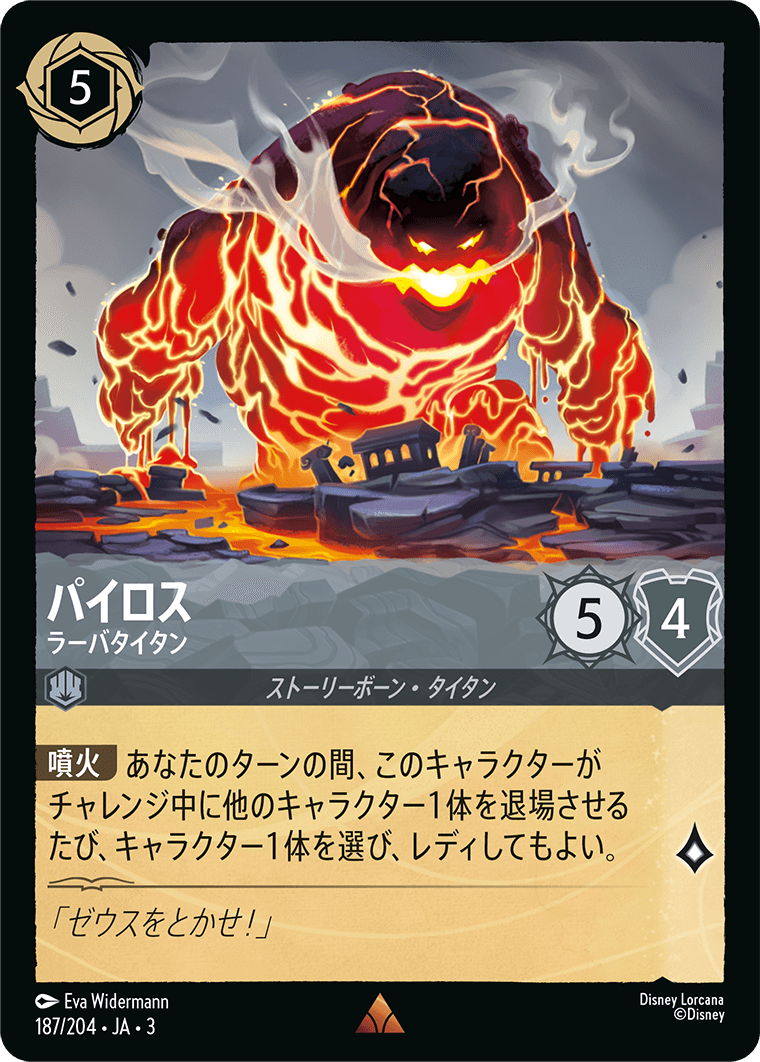 5
パイロス
ラーバタイタン
5
4
ストーリーボーン・タイタン
噴火 あなたのターンの間、このキャラクターが
チャレンジ中に他のキャラクター1体を退場させる
たび、キャラクター1体を選び、レディしてもよい。
「ゼウスをとかせ!」
Eva Widermann
187/204・JA・3
Disney Lorcana
©Disney